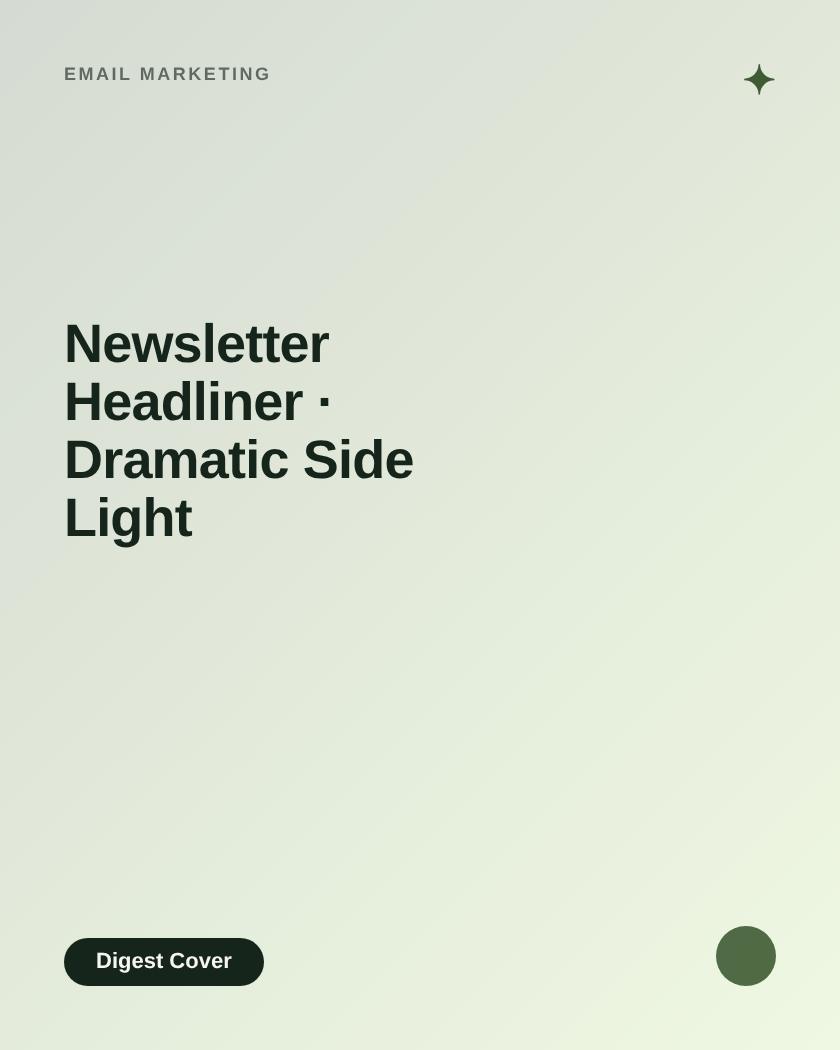 EMAIL MARKETING
Newsletter
Headliner ·
Dramatic Side
Light
Digest Cover